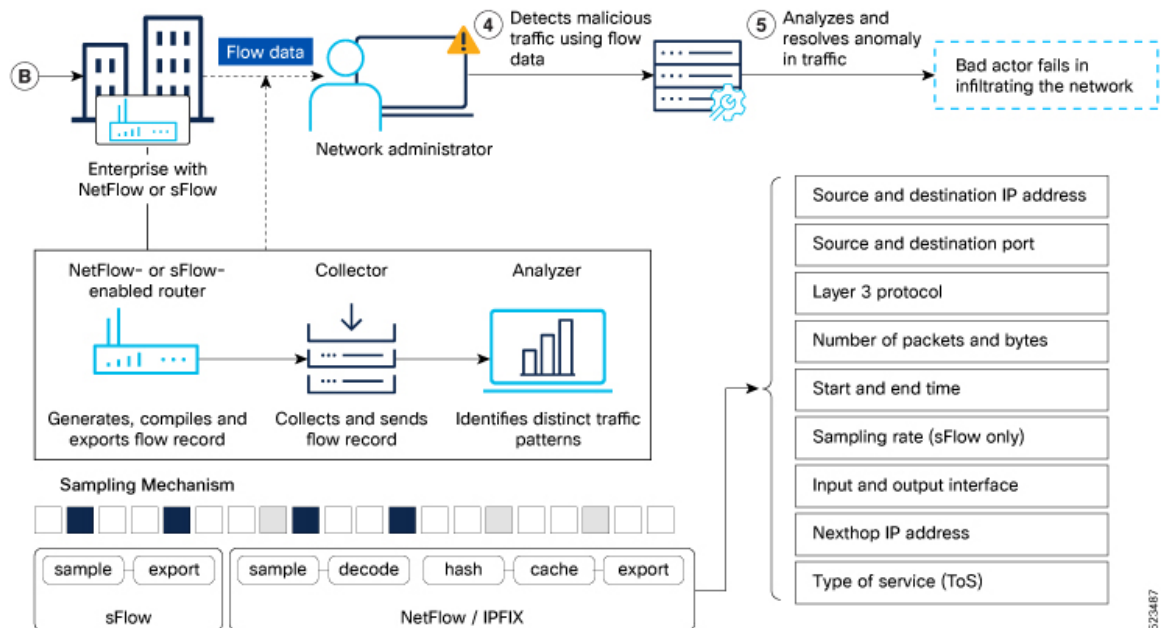 B
Flow data
4
Detects malicious
traffic using flow
data
5
Analyzes and
resolves anomaly
in traffic
Bad actor fails in
infiltrating the network
Network administrator
Enterprise with
NetFlow or sFlow
NetFlow- or sFlow-
enabled router
Collector
Analyzer
Generates, compiles and
exports flow record
Collects and sends
flow record
Identifies distinct traffic
patterns
Sampling Mechanism
sample
export
sFlow
sample
decode
hash
cache
export
NetFlow / IPFIX
Source and destination IP address
Source and destination port
Layer 3 protocol
Number of packets and bytes
Start and end time
Sampling rate (sFlow only)
Input and output interface
Nexthop IP address
Type of service (ToS)
523487